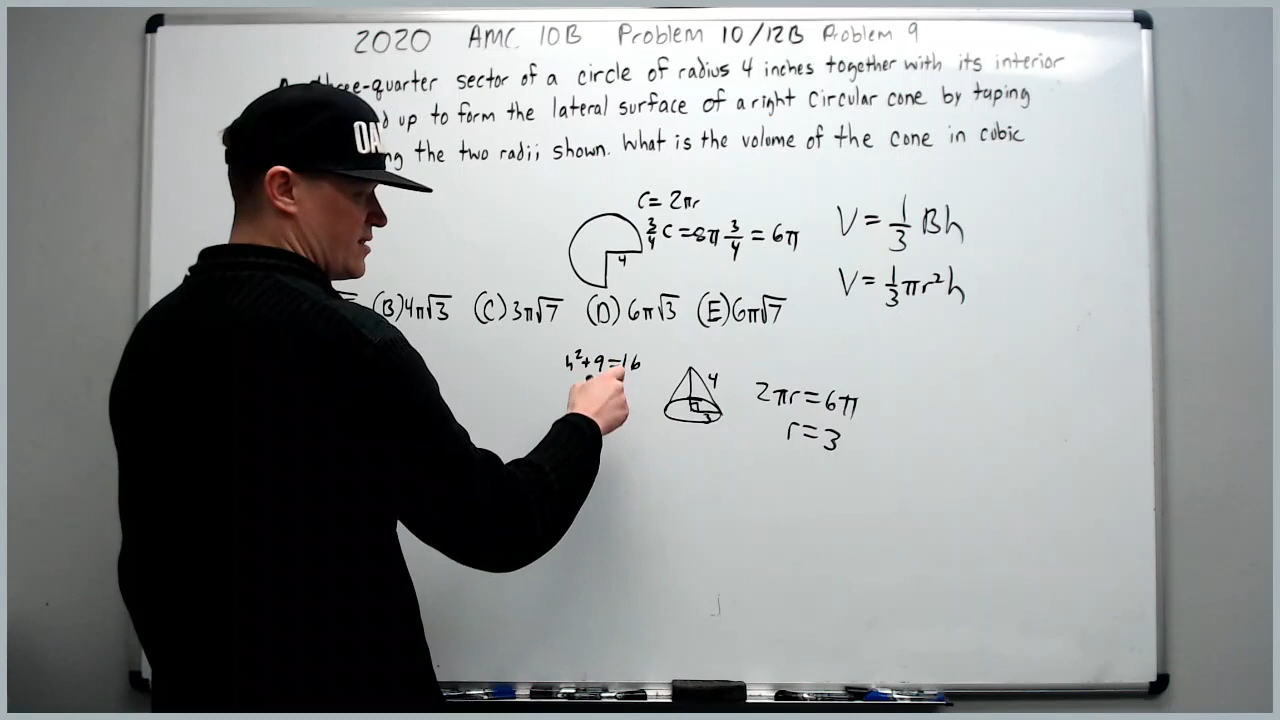 2020 AMC 10B Problem 10/12B Problem 9
three-quarter sector of a circle of radius 4 inches together with its interior
up to form the lateral surface of a right circular cone by taping
the two radii shown. What is the volume of the cone in cubic
C = 2πr
3/4 C = 8π 3/4 = 6π
4
V = 1/3 Bh
V = 1/3 πr²h
(B) 4π√3 (C) 3π√7 (D) 6π√3 (E) 6π√7
h² + 9 = 16
4
3
2πr = 6π
r = 3